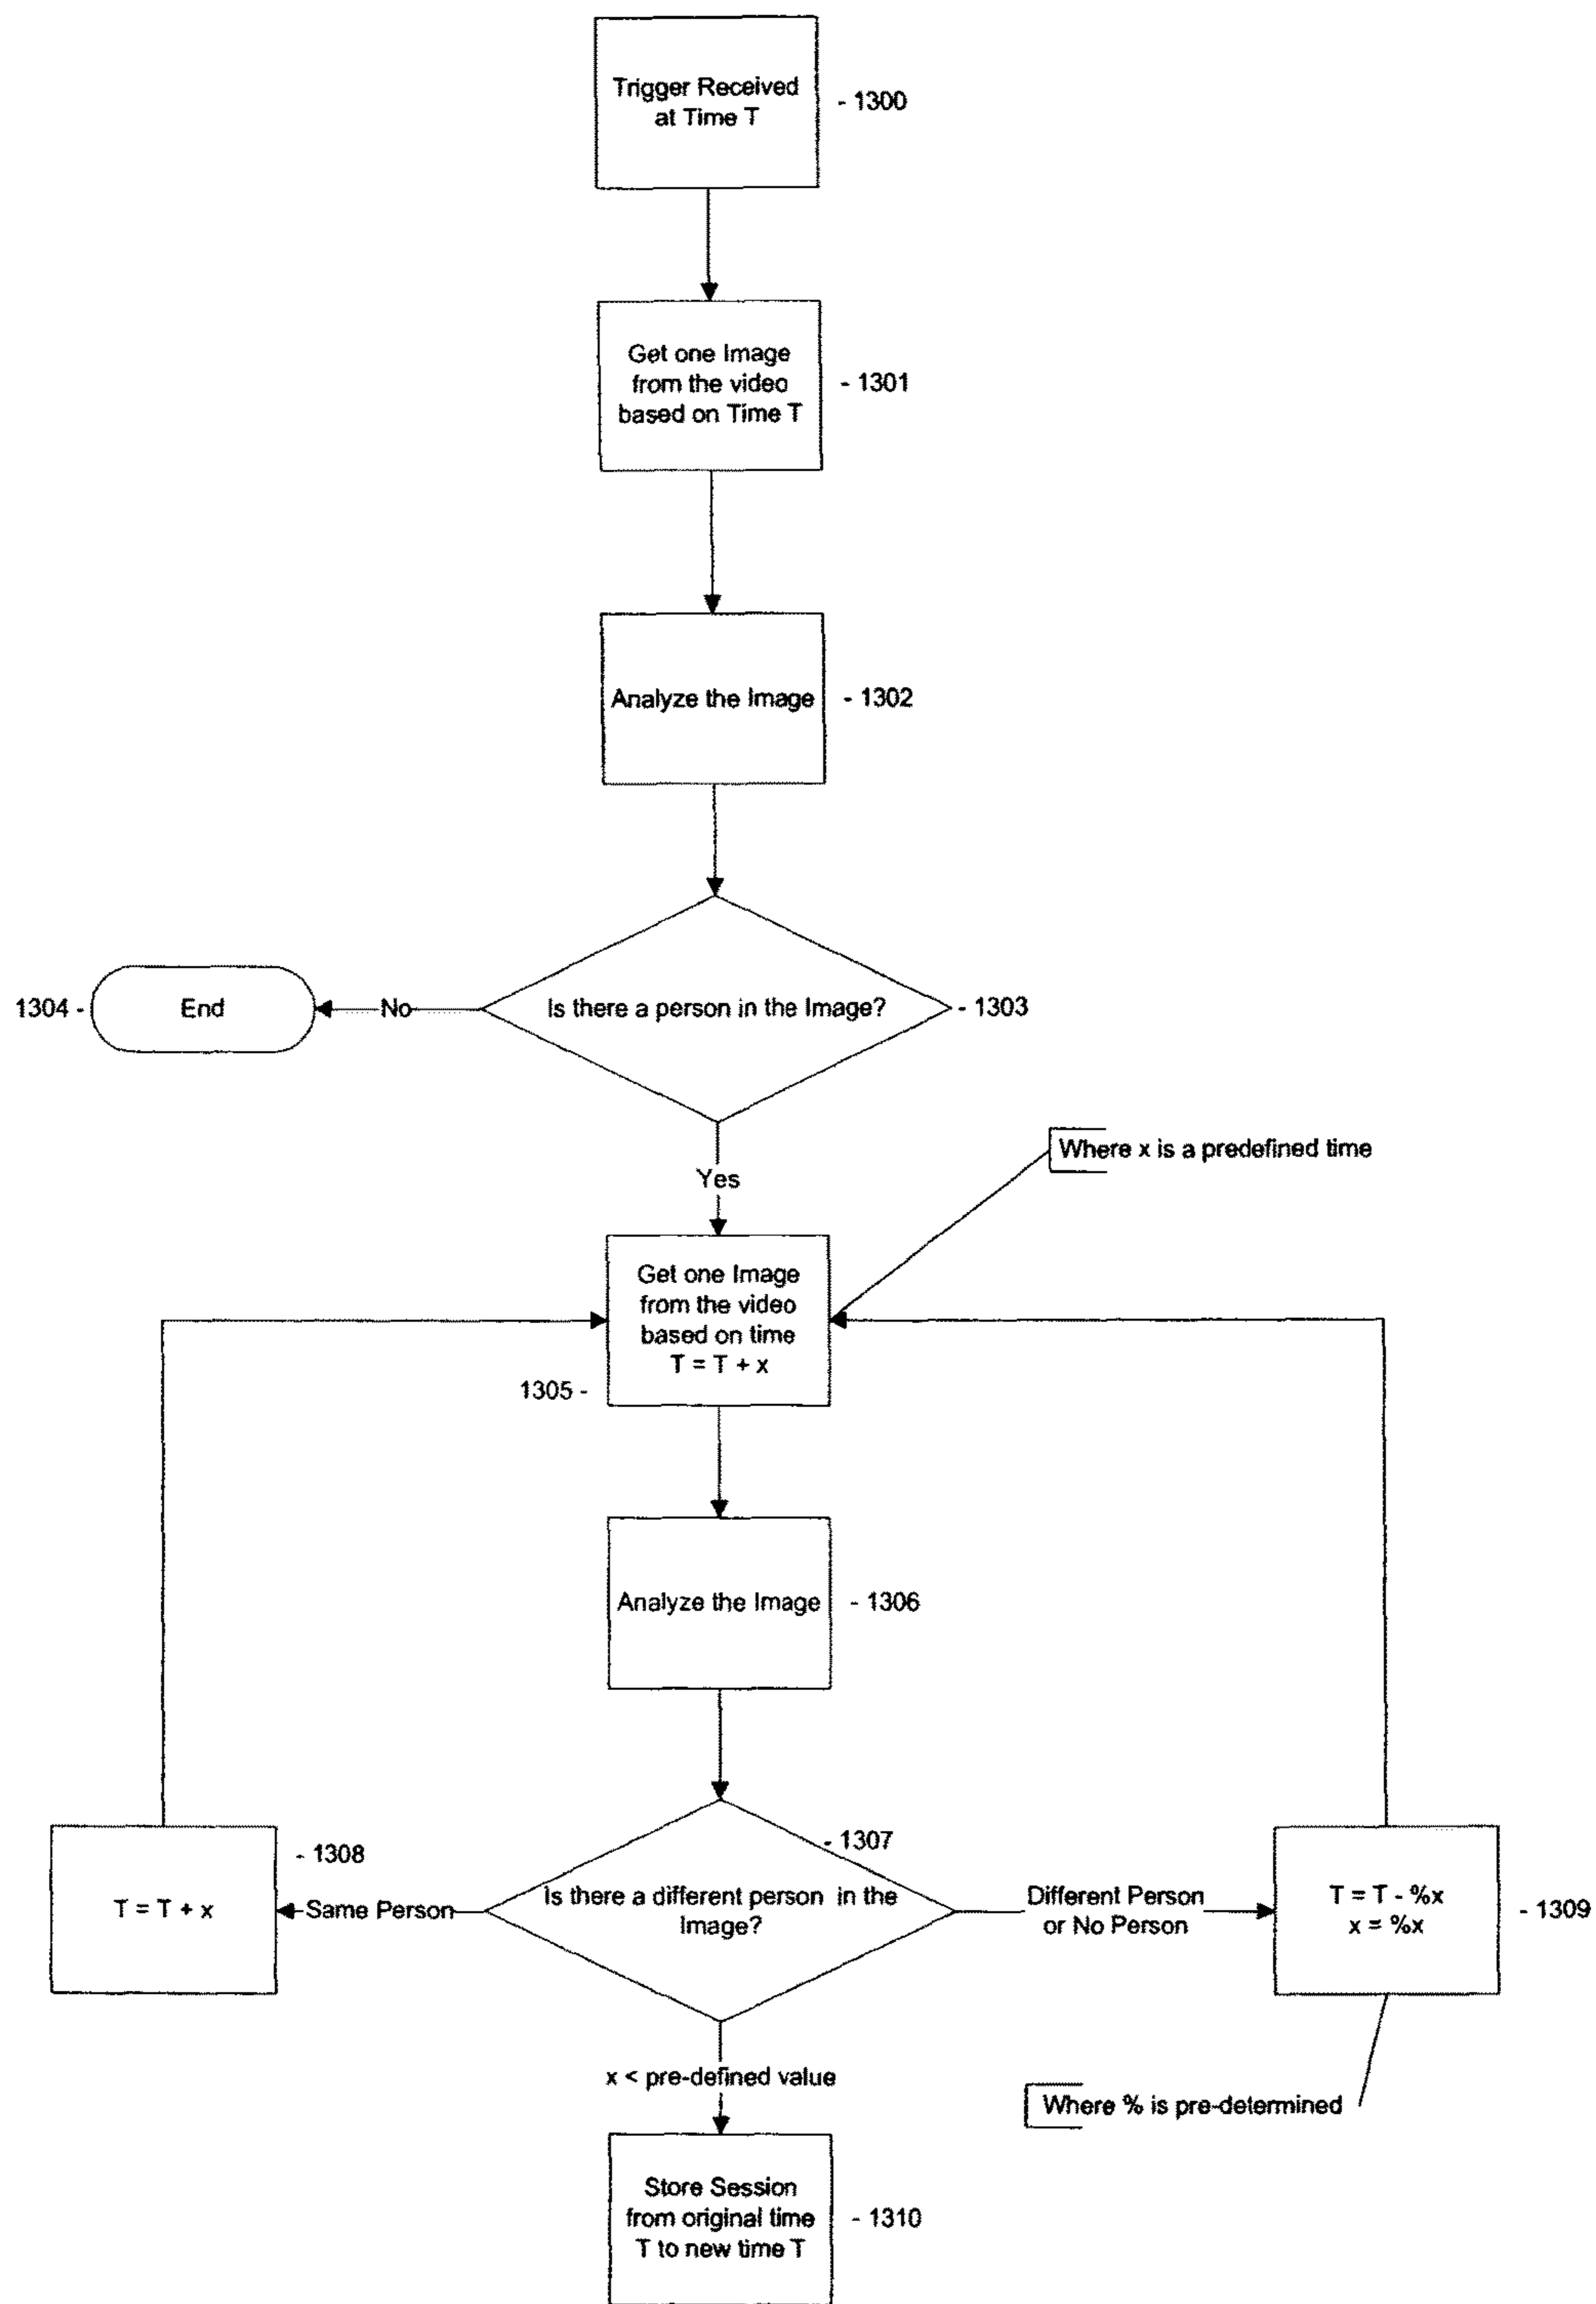 Trigger Received
at Time T
- 1300
Get one Image
from the video
based on Time T
- 1301
Analyze the Image
- 1302
1304 -
End
No
Is there a person in the Image?
- 1303
Where x is a predefined time
Yes
Get one Image
from the video
based on time
T = T + x
1305 -
Analyze the Image
- 1306
- 1307
- 1308
T = T + x
Same Person
Is there a different person in the
Image?
Different Person
or No Person
T = T - %x
x = %x
- 1309
x < pre-defined value
Where % is pre-determined
Store Session
from original time
T to new time T
- 1310